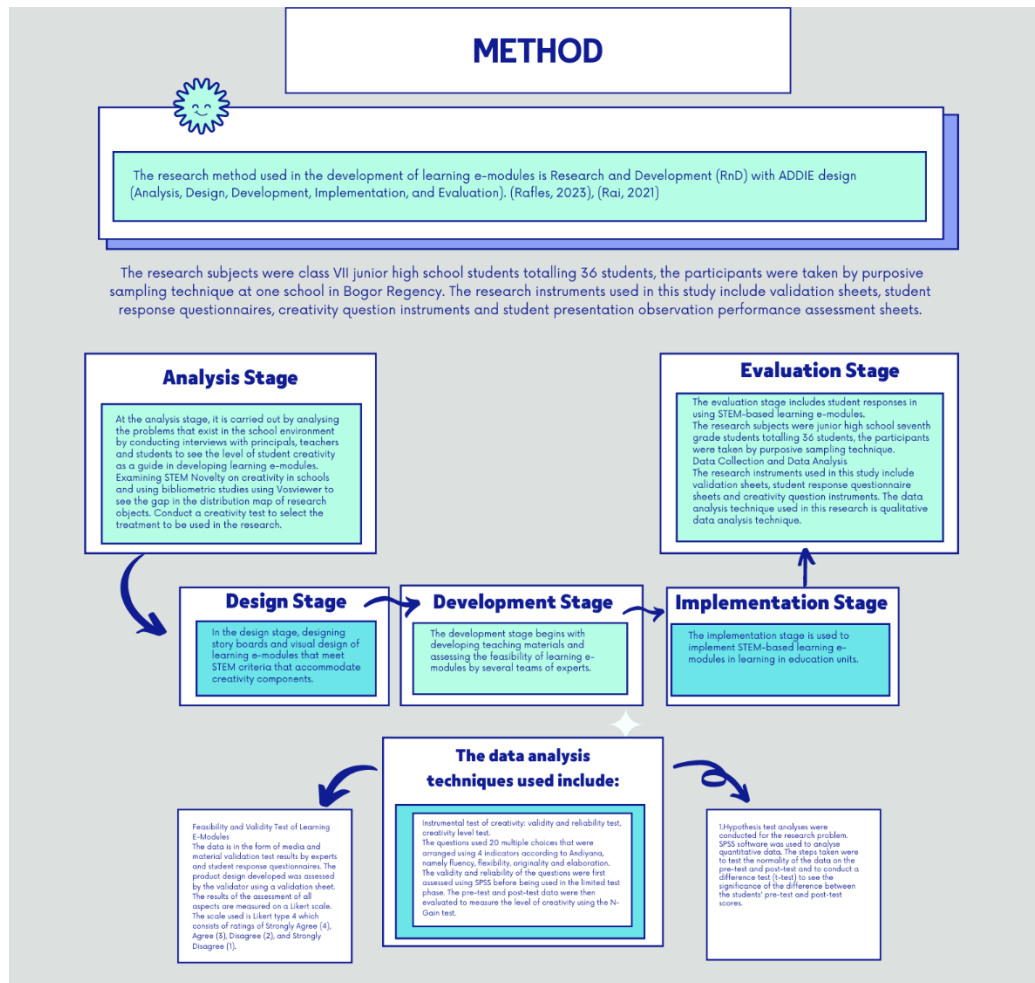 METHOD
The research method used in the development of learning e-modules is Research and Development (RnD) with ADDIE design
(Analysis, Design, Development, Implementation, and Evaluation). (Rafles, 2023), (Rai, 2021)
The research subjects were class VII junior high school students totalling 36 students, the participants were taken by purposive
sampling technique at one school in Bogor Regency. The research instruments used in this study include validation sheets, student
response questionnaires, creativity question instruments and student presentation observation performance assessment sheets.
Analysis Stage
At the analysis stage, it is carried out by analysing
the problems that exist in the school environment
by conducting interviews with principals, teachers
and students to see the level of student creativity
as a guide in developing learning e-modules.
Examining STEM Novelty on creativity in schools
and using bibliometric studies using Vosviewer to
see the gap in the distribution map of research
objects. Conduct a creativity test to select the
treatment to be used in the research.
Design Stage
In the design stage, designing
story boards and visual design of
learning e-modules that meet
STEM criteria that accommodate
creativity components.
Development Stage
The development stage begins with
developing teaching materials and
assessing the feasibility of learning e-
modules by several teams of experts.
Implementation Stage
The implementation stage is used to
implement STEM-based learning e-
modules in learning in education units.
Evaluation Stage
The evaluation stage includes student responses in
using STEM-based learning e-modules.
The research subjects were junior high school seventh
grade students totalling 36 students, the participants
were taken by purposive sampling technique.
Data Collection and Data Analysis
The research instruments used in this study include
validation sheets, student response questionnaire
sheets and creativity question instruments. The data
analysis technique used in this research is qualitative
data analysis technique.
The data analysis
techniques used include:
Instrumental test of creativity: validity and reliability test,
creativity level test.
The questions used 20 multiple choices that were
arranged using 4 indicators according to Andiyana,
namely fluency, flexibility, originality and elaboration.
The validity and reliability of the questions were first
assessed using SPSS before being used in the limited test
phase. The pre-test and post-test data were then
evaluated to measure the level of creativity using the N-
Gain test.
Feasibility and Validity Test of Learning
E-Modules
The data is in the form of media and
material validation test results by experts
and student response questionnaires. The
product design developed was assessed
by the validator using a validation sheet.
The results of the assessment of all
aspects are measured on a Likert scale.
The scale used is Likert type 4 which
consists of ratings of Strongly Agree (4),
Agree (3), Disagree (2), and Strongly
Disagree (1).
1.Hypothesis test analyses were
conducted for the research problem.
SPSS software was used to analyse
quantitative data. The steps taken were
to test the normality of the data on the
pre-test and post-test and to conduct a
difference test (t-test) to see the
significance of the difference between
the students' pre-test and post-test
scores.